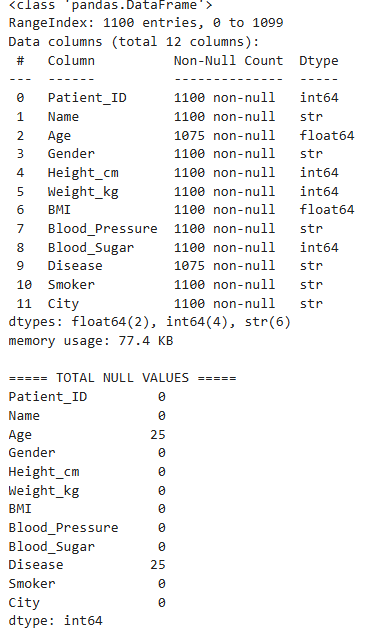 <class 'pandas.DataFrame'>
RangeIndex: 1100 entries, 0 to 1099
Data columns (total 12 columns):
 #   Column          Non-Null Count  Dtype
---  ------          --------------  -----
 0   Patient_ID      1100 non-null   int64
 1   Name            1100 non-null   str
 2   Age             1075 non-null   float64
 3   Gender          1100 non-null   str
 4   Height_cm       1100 non-null   int64
 5   Weight_kg       1100 non-null   int64
 6   BMI             1100 non-null   float64
 7   Blood_Pressure  1100 non-null   str
 8   Blood_Sugar     1100 non-null   int64
 9   Disease         1075 non-null   str
 10  Smoker          1100 non-null   str
 11  City            1100 non-null   str
dtypes: float64(2), int64(4), str(6)
memory usage: 77.4 KB

===== TOTAL NULL VALUES =====
Patient_ID         0
Name               0
Age               25
Gender             0
Height_cm          0
Weight_kg          0
BMI                0
Blood_Pressure     0
Blood_Sugar        0
Disease           25
Smoker             0
City               0
dtype: int64